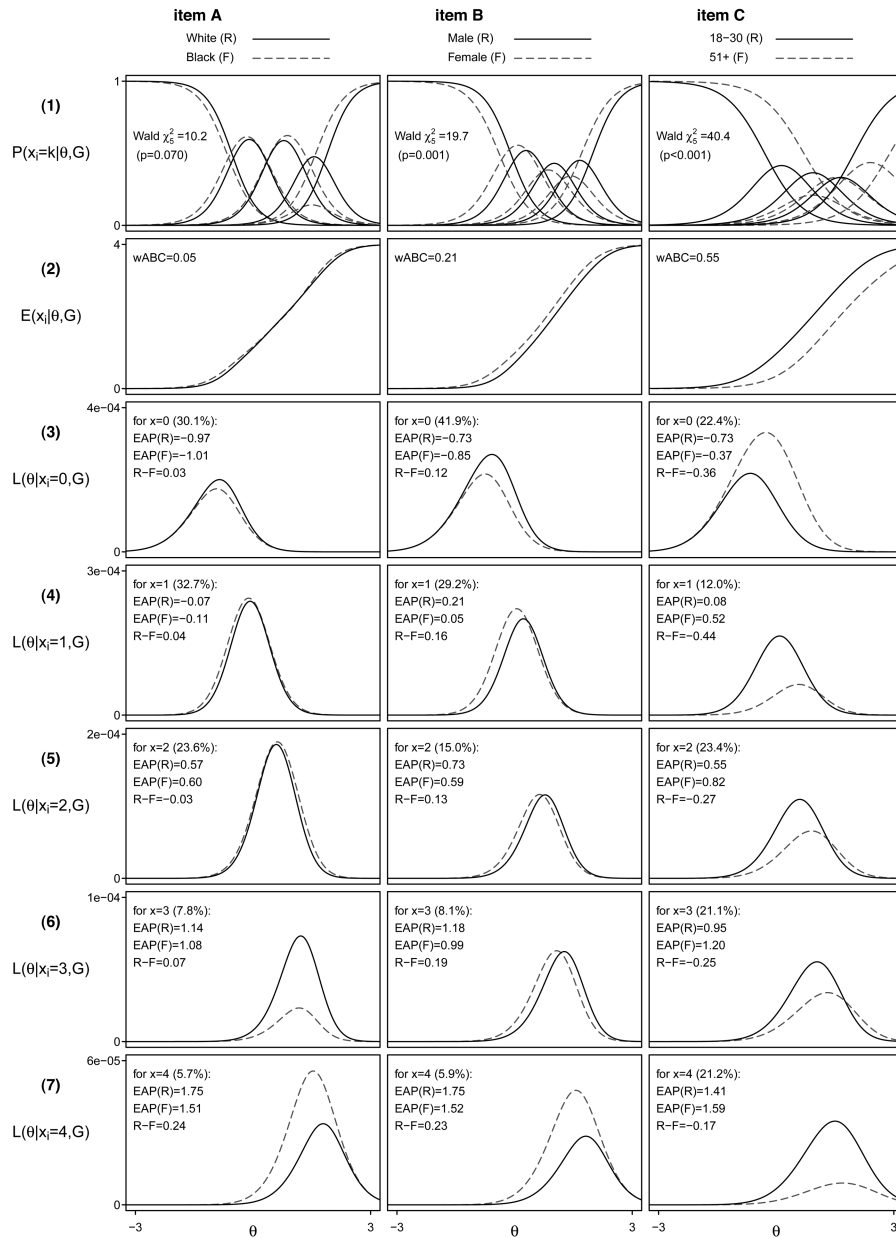 item A
item B
item C
White (R)
Black (F)
Male (R)
Female (F)
18−30 (R)
51+ (F)
(1)
P(xi=k|θ,G)
1
0
Wald χ²5 =10.2
(p=0.070)
Wald χ²5 =19.7
(p=0.001)
Wald χ²5 =40.4
(p<0.001)
(2)
E(xi|θ,G)
4
0
wABC=0.05
wABC=0.21
wABC=0.55
(3)
L(θ|xi=0,G)
4e−04
0
for x=0 (30.1%):
EAP(R)=−0.97
EAP(F)=−1.01
R−F=0.03
for x=0 (41.9%):
EAP(R)=−0.73
EAP(F)=−0.85
R−F=0.12
for x=0 (22.4%):
EAP(R)=−0.73
EAP(F)=−0.37
R−F=−0.36
(4)
L(θ|xi=1,G)
3e−04
0
for x=1 (32.7%):
EAP(R)=−0.07
EAP(F)=−0.11
R−F=0.04
for x=1 (29.2%):
EAP(R)=0.21
EAP(F)=0.05
R−F=0.16
for x=1 (12.0%):
EAP(R)=0.08
EAP(F)=0.52
R−F=−0.44
(5)
L(θ|xi=2,G)
2e−04
0
for x=2 (23.6%):
EAP(R)=0.57
EAP(F)=0.60
R−F=−0.03
for x=2 (15.0%):
EAP(R)=0.73
EAP(F)=0.59
R−F=0.13
for x=2 (23.4%):
EAP(R)=0.55
EAP(F)=0.82
R−F=−0.27
(6)
L(θ|xi=3,G)
1e−04
0
for x=3 (7.8%):
EAP(R)=1.14
EAP(F)=1.08
R−F=0.07
for x=3 (8.1%):
EAP(R)=1.18
EAP(F)=0.99
R−F=0.19
for x=3 (21.1%):
EAP(R)=0.95
EAP(F)=1.20
R−F=−0.25
(7)
L(θ|xi=4,G)
6e−05
0
for x=4 (5.7%):
EAP(R)=1.75
EAP(F)=1.51
R−F=0.24
for x=4 (5.9%):
EAP(R)=1.75
EAP(F)=1.52
R−F=0.23
for x=4 (21.2%):
EAP(R)=1.41
EAP(F)=1.59
R−F=−0.17
−3 θ 3
−3 θ 3
−3 θ 3